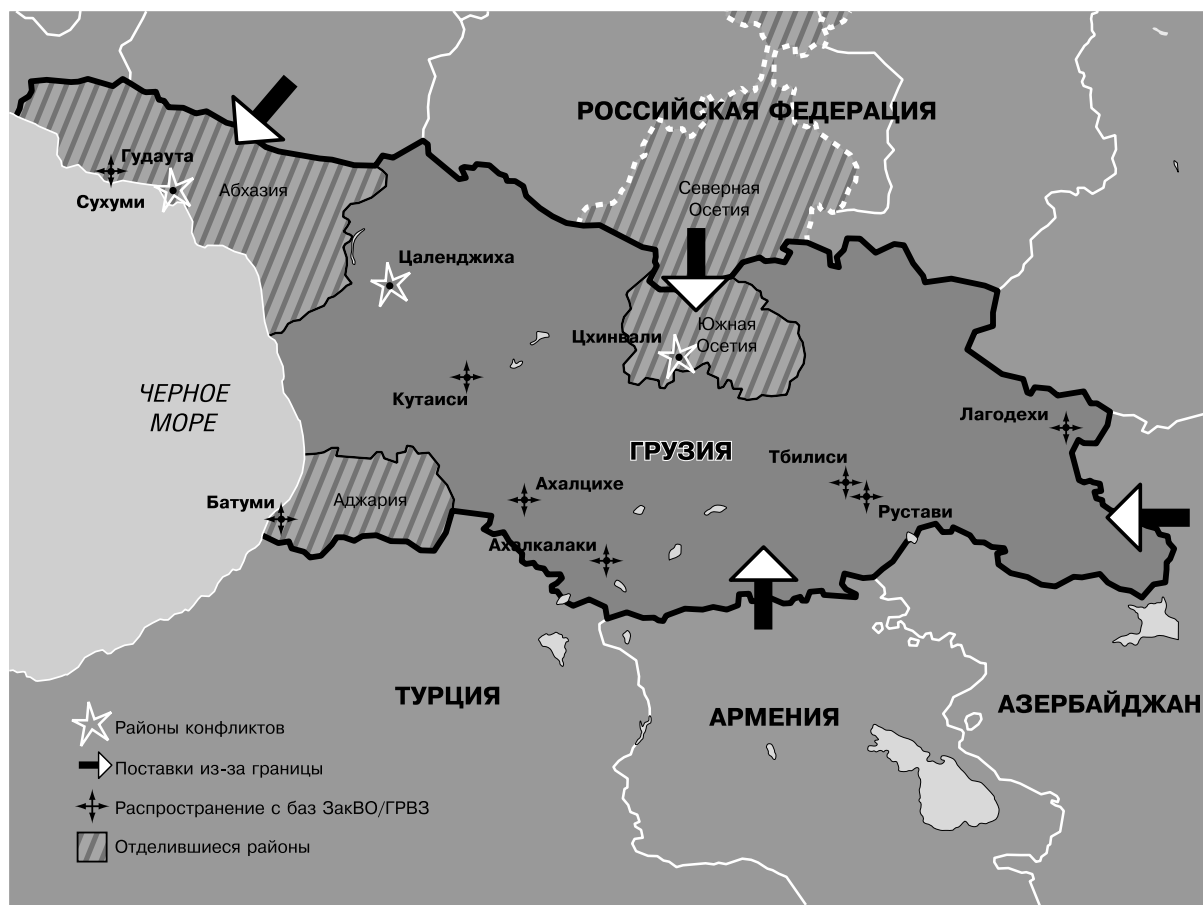 РОССИЙСКАЯ ФЕДЕРАЦИЯ
Гудаута
Абхазия
Сухуми
Северная
Осетия
Цаленджиха
Цхинвали
Южная
Осетия
ЧЕРНОЕ
МОРЕ
Кутаиси
Лагодехи
ГРУЗИЯ
Тбилиси
Батуми
Аджария
Ахалцихе
Рустави
Ахалкалаки
ТУРЦИЯ
АРМЕНИЯ
АЗЕРБАЙДЖАН
Районы конфликтов
Поставки из-за границы
Распространение с баз ЗакВО/ГРВЗ
Отделившиеся районы